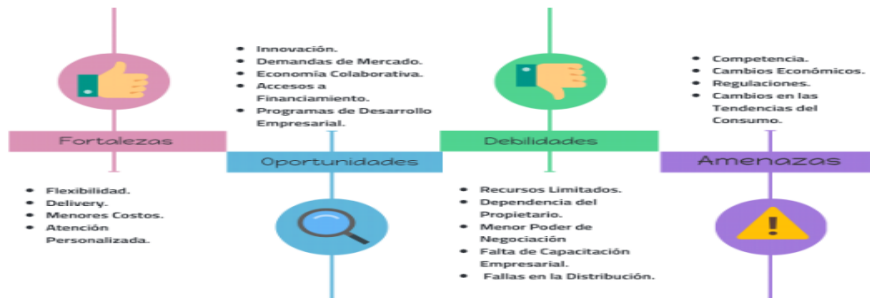 Fortalezas
• Flexibilidad.
• Delivery.
• Menores Costos.
• Atención
Personalizada.
• Innovación.
• Demandas de Mercado.
• Economía Colaborativa.
• Accesos a
Financiamiento.
• Programas de Desarrollo
Empresarial.
Oportunidades
Debilidades
• Recursos Limitados.
• Dependencia del
Propietario.
• Menor Poder de
Negociación
• Falta de Capacitación
Empresarial.
• Fallas en la Distribución.
• Competencia.
• Cambios Económicos.
• Regulaciones.
• Cambios en las
Tendencias del
Consumo.
Amenazas